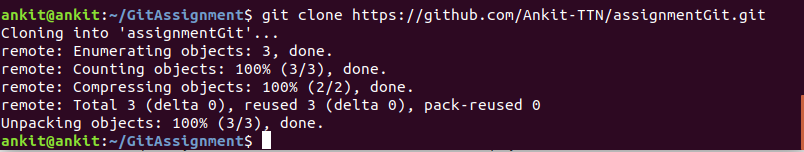 ankit@ankit:~/GitAssignment$ git clone https://github.com/Ankit-TTN/assignmentGit.git
Cloning into 'assignmentGit'...
remote: Enumerating objects: 3, done.
remote: Counting objects: 100% (3/3), done.
remote: Compressing objects: 100% (2/2), done.
remote: Total 3 (delta 0), reused 3 (delta 0), pack-reused 0
Unpacking objects: 100% (3/3), done.
ankit@ankit:~/GitAssignment$